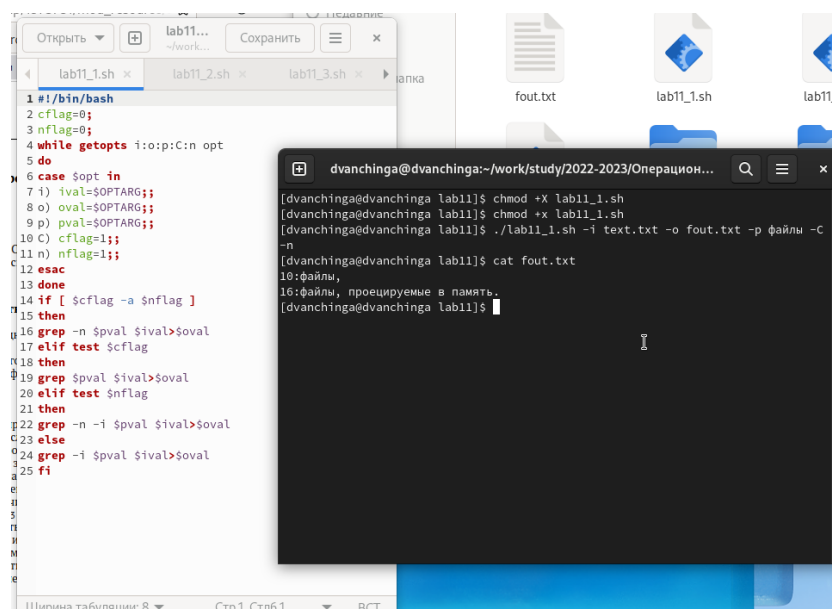 Недавние
Открыть
lab11...
~/work...
Сохранить
lab11_1.sh
lab11_2.sh
lab11_3.sh
1 #!/bin/bash
2 cflag=0;
3 nflag=0;
4 while getopts i:o:p:C:n opt
5 do
6 case $opt in
7 i) ival=$OPTARG;;
8 o) oval=$OPTARG;;
9 p) pval=$OPTARG;;
10 C) cflag=1;;
11 n) nflag=1;;
12 esac
13 done
14 if [ $cflag -a $nflag ]
15 then
16 grep -n $pval $ival>$oval
17 elif test $cflag
18 then
19 grep $pval $ival>$oval
20 elif test $nflag
21 then
22 grep -n -i $pval $ival>$oval
23 else
24 grep -i $pval $ival>$oval
25 fi
Ширина табуляции: 8
Стр 1, Стлб 1
ВСТ
fout.txt
lab11_1.sh
lab11
dvanchinga@dvanchinga:~/work/study/2022-2023/Операцион...
[dvanchinga@dvanchinga lab11]$ chmod +X lab11_1.sh
[dvanchinga@dvanchinga lab11]$ chmod +x lab11_1.sh
[dvanchinga@dvanchinga lab11]$ ./lab11_1.sh -i text.txt -o fout.txt -p файлы -C
-n
[dvanchinga@dvanchinga lab11]$ cat fout.txt
10:файлы,
16:файлы, проецируемые в память.
[dvanchinga@dvanchinga lab11]$